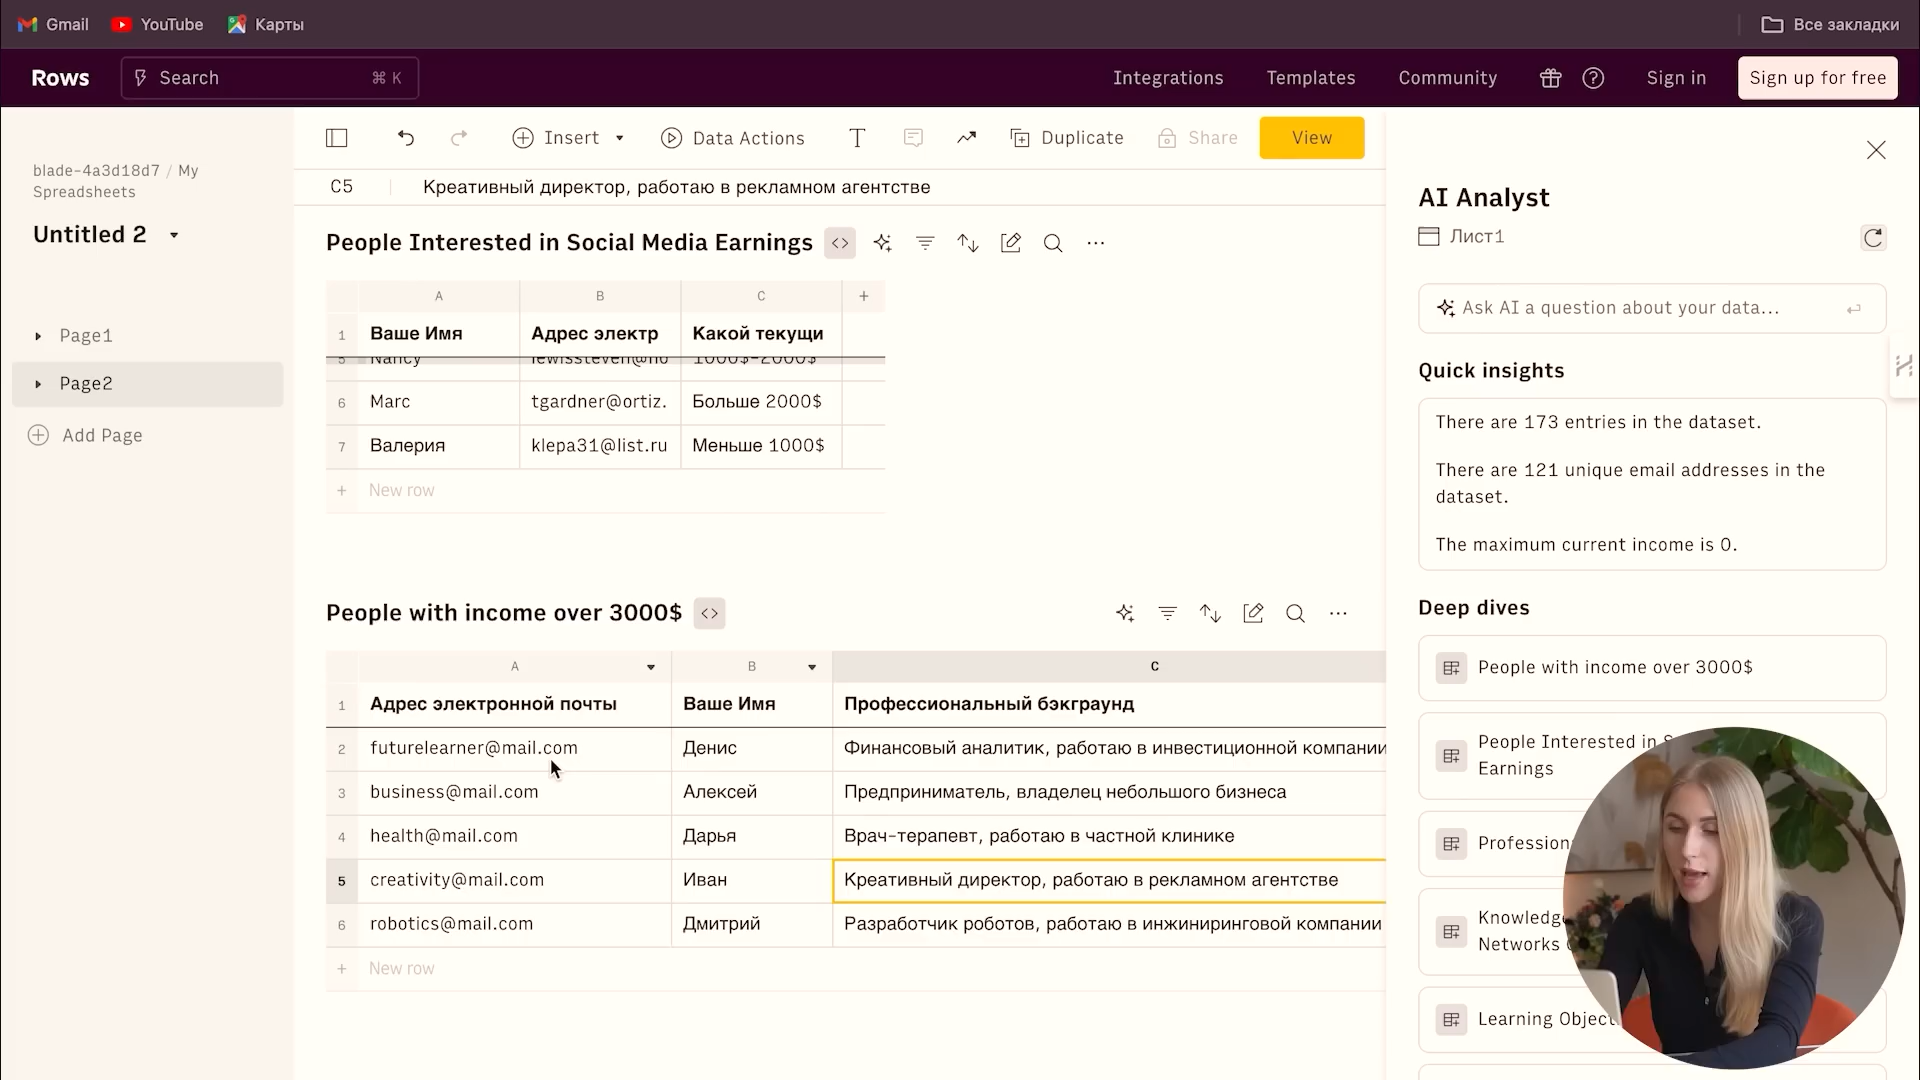 Gmail YouTube Карты Все закладки
Rows Search ⌘ K Integrations Templates Community Sign in Sign up for free
blade-4a3d18d7 / My
Spreadsheets
Untitled 2
Page1
Page2
Add Page
Insert Data Actions Duplicate Share View
C5 Креативный директор, работаю в рекламном агентстве
People Interested in Social Media Earnings
A B C +
1 Ваше Имя Адрес электр Какой текущи
5 Nancy lewissteven@ho 1000$-2000$
6 Marc tgardner@ortiz. Больше 2000$
7 Валерия klepa31@list.ru Меньше 1000$
+ New row
People with income over 3000$
A B C
1 Адрес электронной почты Ваше Имя Профессиональный бэкграунд
2 futurelearner@mail.com Денис Финансовый аналитик, работаю в инвестиционной компании
3 business@mail.com Алексей Предприниматель, владелец небольшого бизнеса
4 health@mail.com Дарья Врач-терапевт, работаю в частной клинике
5 creativity@mail.com Иван Креативный директор, работаю в рекламном агентстве
6 robotics@mail.com Дмитрий Разработчик роботов, работаю в инжиниринговой компании
+ New row
AI Analyst
Лист1
Ask AI a question about your data...
Quick insights
There are 173 entries in the dataset.
There are 121 unique email addresses in the
dataset.
The maximum current income is 0.
Deep dives
People with income over 3000$
People Interested in
Earnings
Profession
Knowledge
Networks
Learning Object